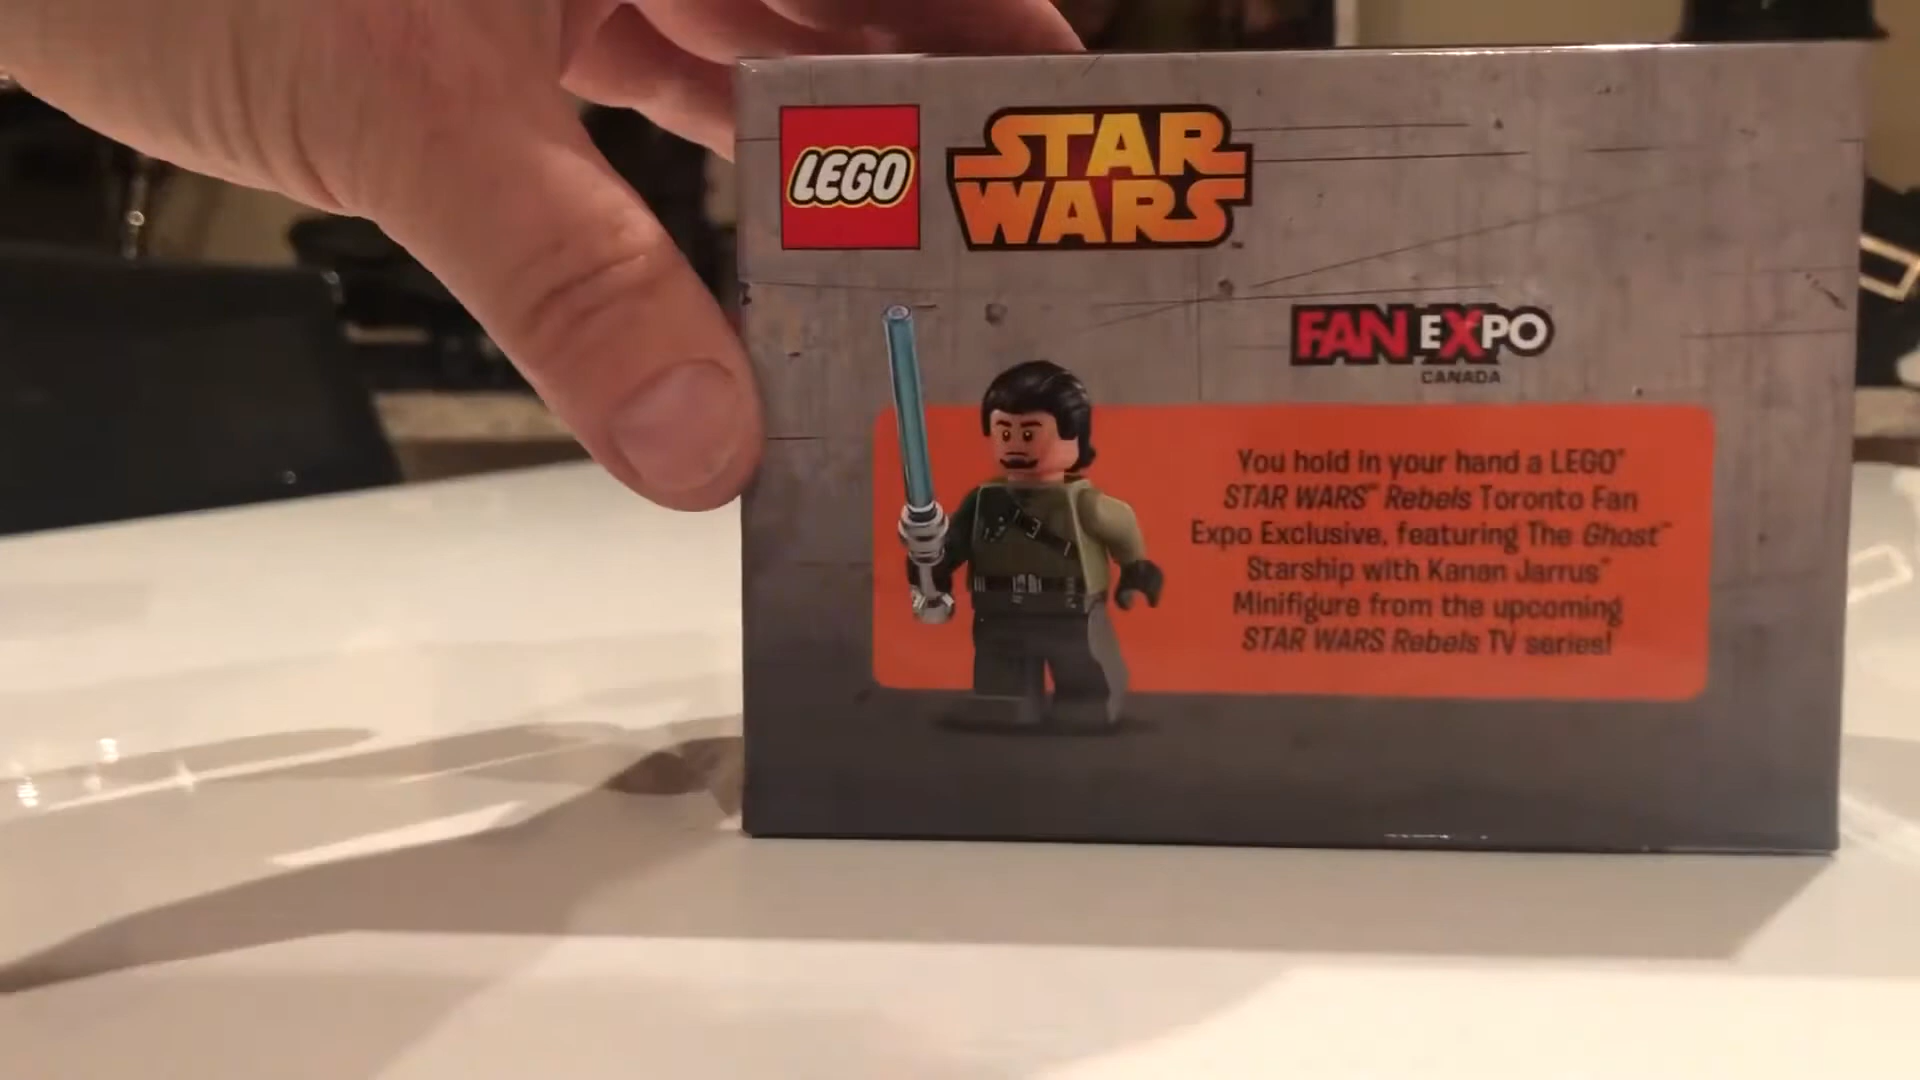 LEGO
STAR
WARS
FAN EXPO
CANADA
You hold in your hand a LEGO®
STAR WARS™ Rebels Toronto Fan
Expo Exclusive, featuring The Ghost™
Starship with Kanan Jarrus™
Minifigure from the upcoming
STAR WARS Rebels TV series!